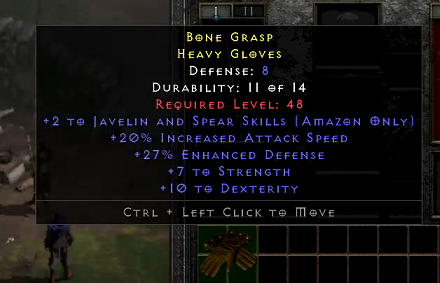 Bone Grasp
Heavy Gloves
Defense: 8
Durability: 11 of 14
Required Level: 48
+2 to Javelin and Spear Skills (Amazon Only)
+20% Increased Attack Speed
+27% Enhanced Defense
+7 to Strength
+10 to Dexterity
Ctrl + Left Click to Move